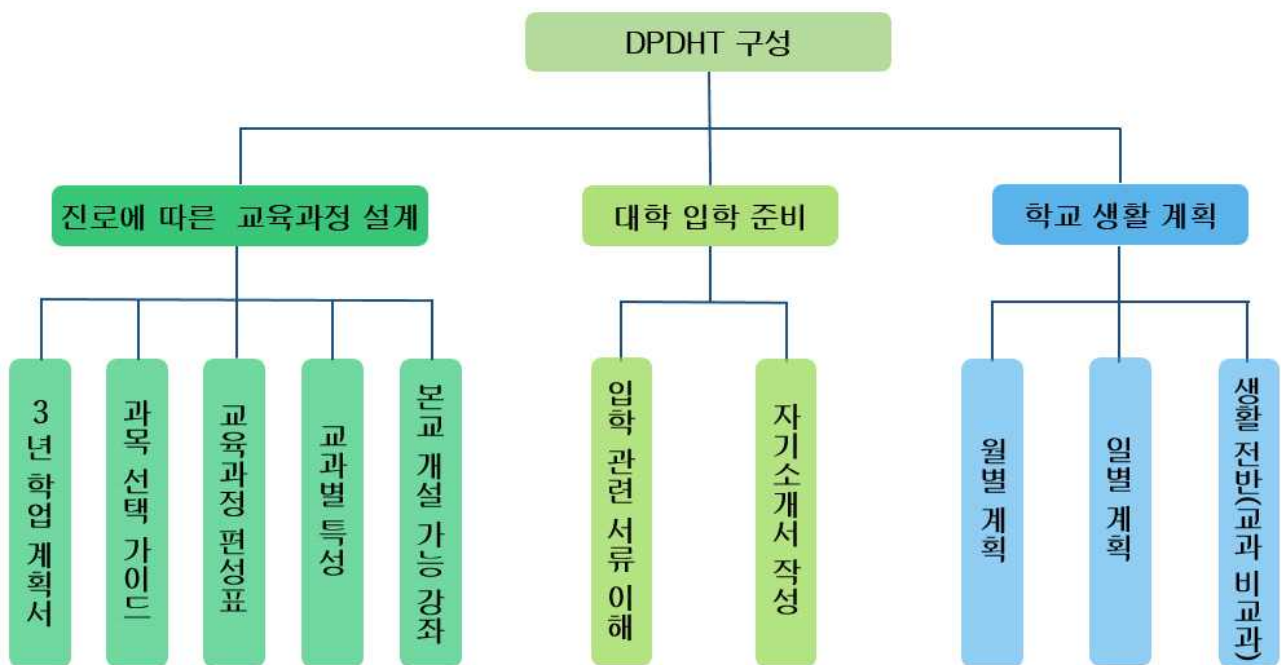 DPDHT 구성
진로에 따른 교육과정 설계
대학 입학 준비
학교 생활 계획
3년 학업 계획서
과목 선택 가이드
교육과정 편성표
교과별 특성
본교 개설 가능 강좌
입학 관련 서류 이해
자기소개서 작성
월별 계획
일별 계획
생활 전반(교과 비교과)